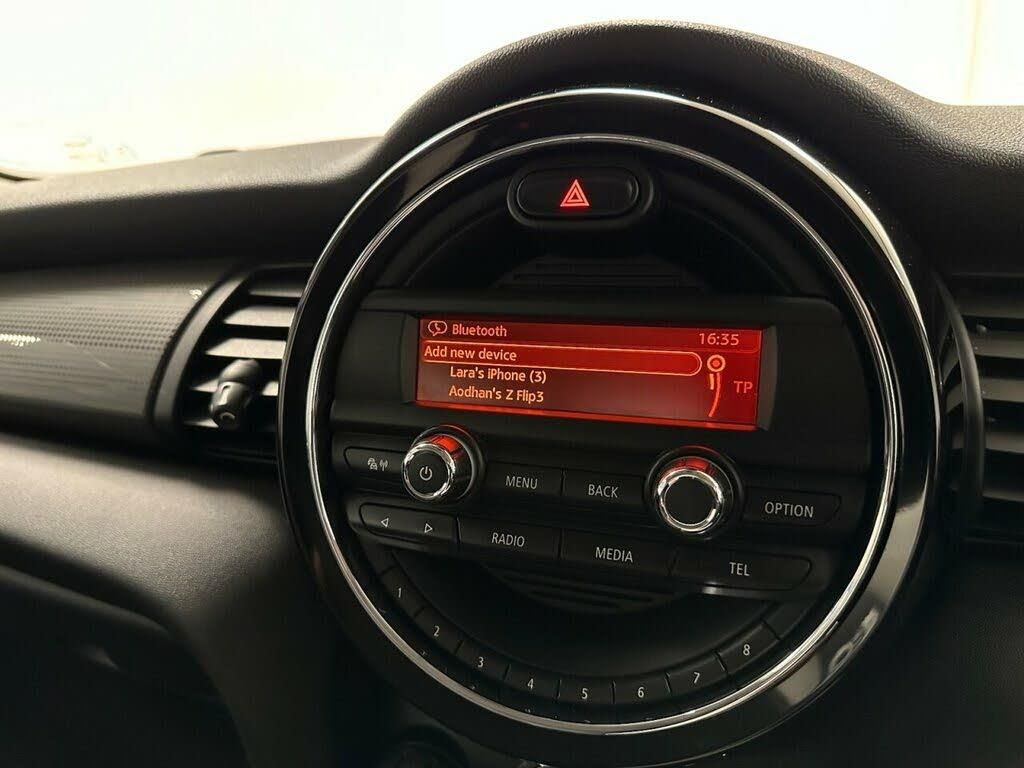 Bluetooth 16:35
Add new device
Lara's iPhone (3)
TP
Aodhan's Z Flip3
MENU BACK OPTION
RADIO MEDIA TEL
1 2 3 4 5 6 7 8